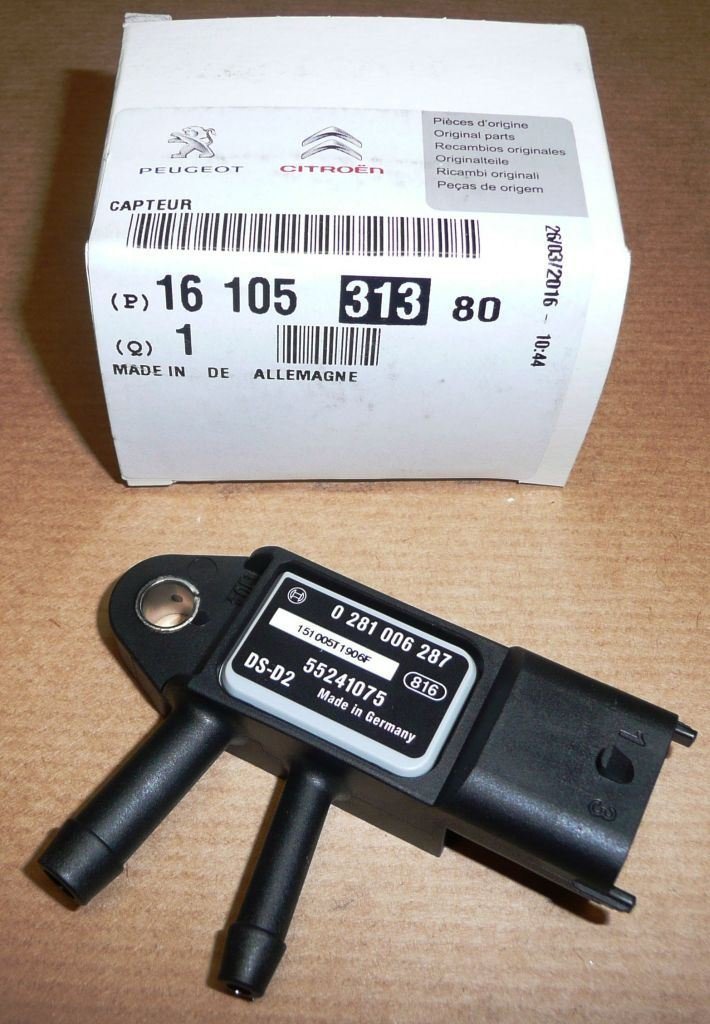 PEUGEOT
CITROËN
Pièces d'origine
Original parts
Recambios originales
Originalteile
Ricambi originali
Peças de origem
CAPTEUR
(P) 16 105 313 80
(Q) 1
MADE IN DE ALLEMAGNE
26/03/2016 - 10:44
0 281 006 287
151005T1906F
55241075 816
DS-D2
Made in Germany
1
3